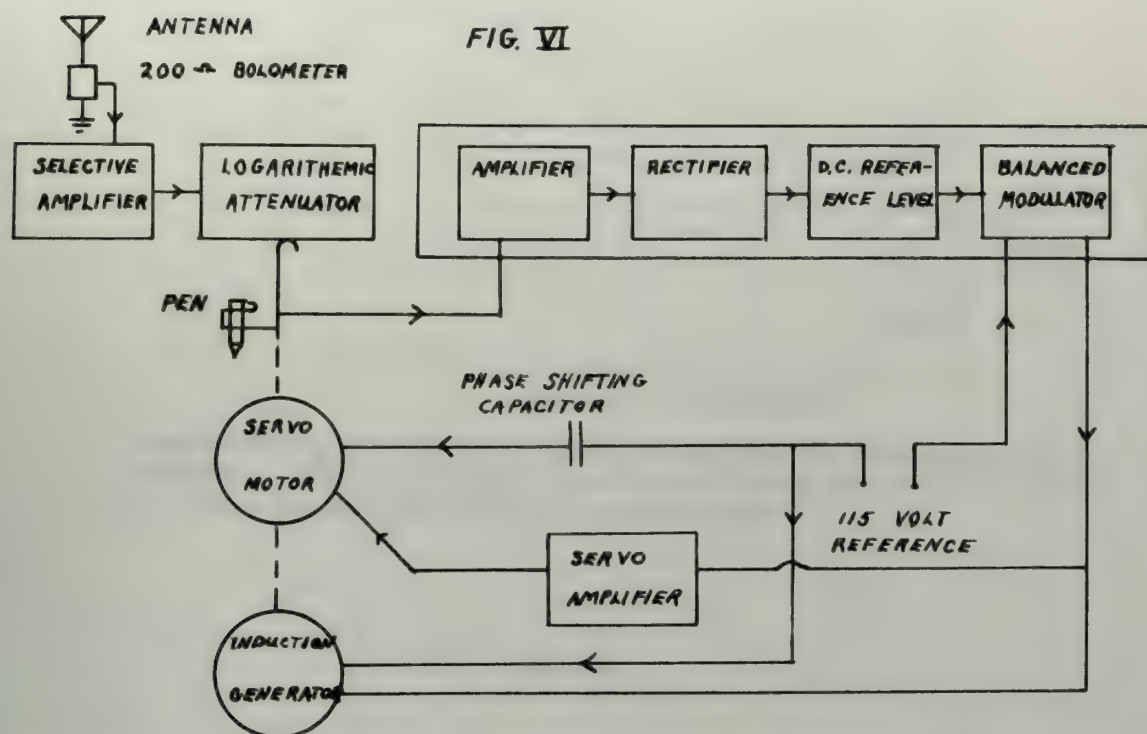 ANTENNA
200 Ω BOLOMETER
FIG. VI
SELECTIVE
AMPLIFIER
LOGARITHEMIC
ATTENUATOR
AMPLIFIER
RECTIFIER
D.C. REFER-
ENCE LEVEL
BALANCED
MODULATOR
PEN
PHASE SHIFTING
CAPACITOR
SERVO
MOTOR
115 VOLT
REFERENCE
SERVO
AMPLIFIER
INDUCTION
GENERATOR